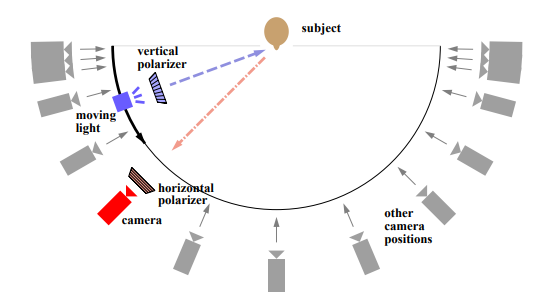 subject
vertical
polarizer
moving
light
horizontal
polarizer
camera
other
camera
positions